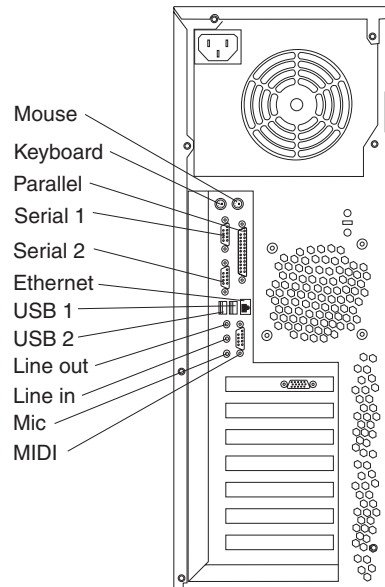 Mouse
Keyboard
Parallel
Serial 1
Serial 2
Ethernet
USB 1
USB 2
Line out
Line in
Mic
MIDI